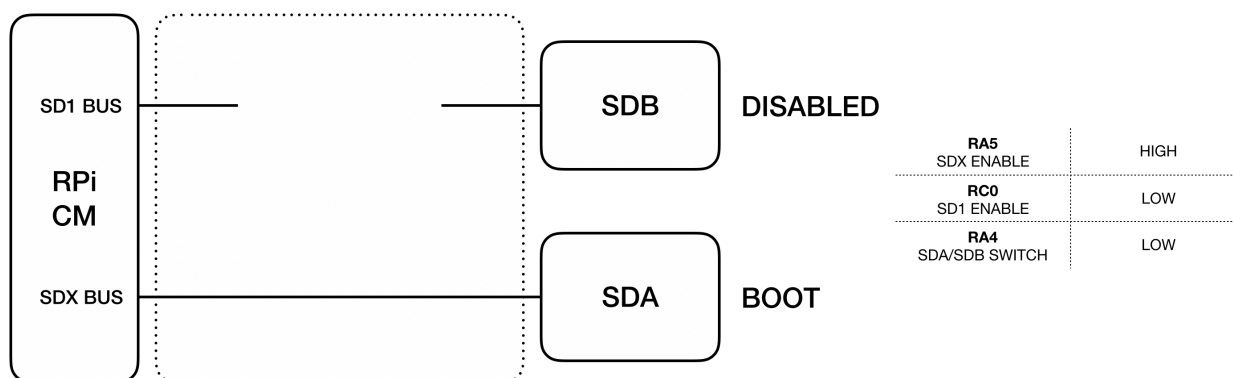 SD1 BUS
SDB
DISABLED
RPi
CM
SDX BUS
SDA
BOOT
RA5
SDX ENABLE
HIGH
RC0
SD1 ENABLE
LOW
RA4
SDA/SDB SWITCH
LOW